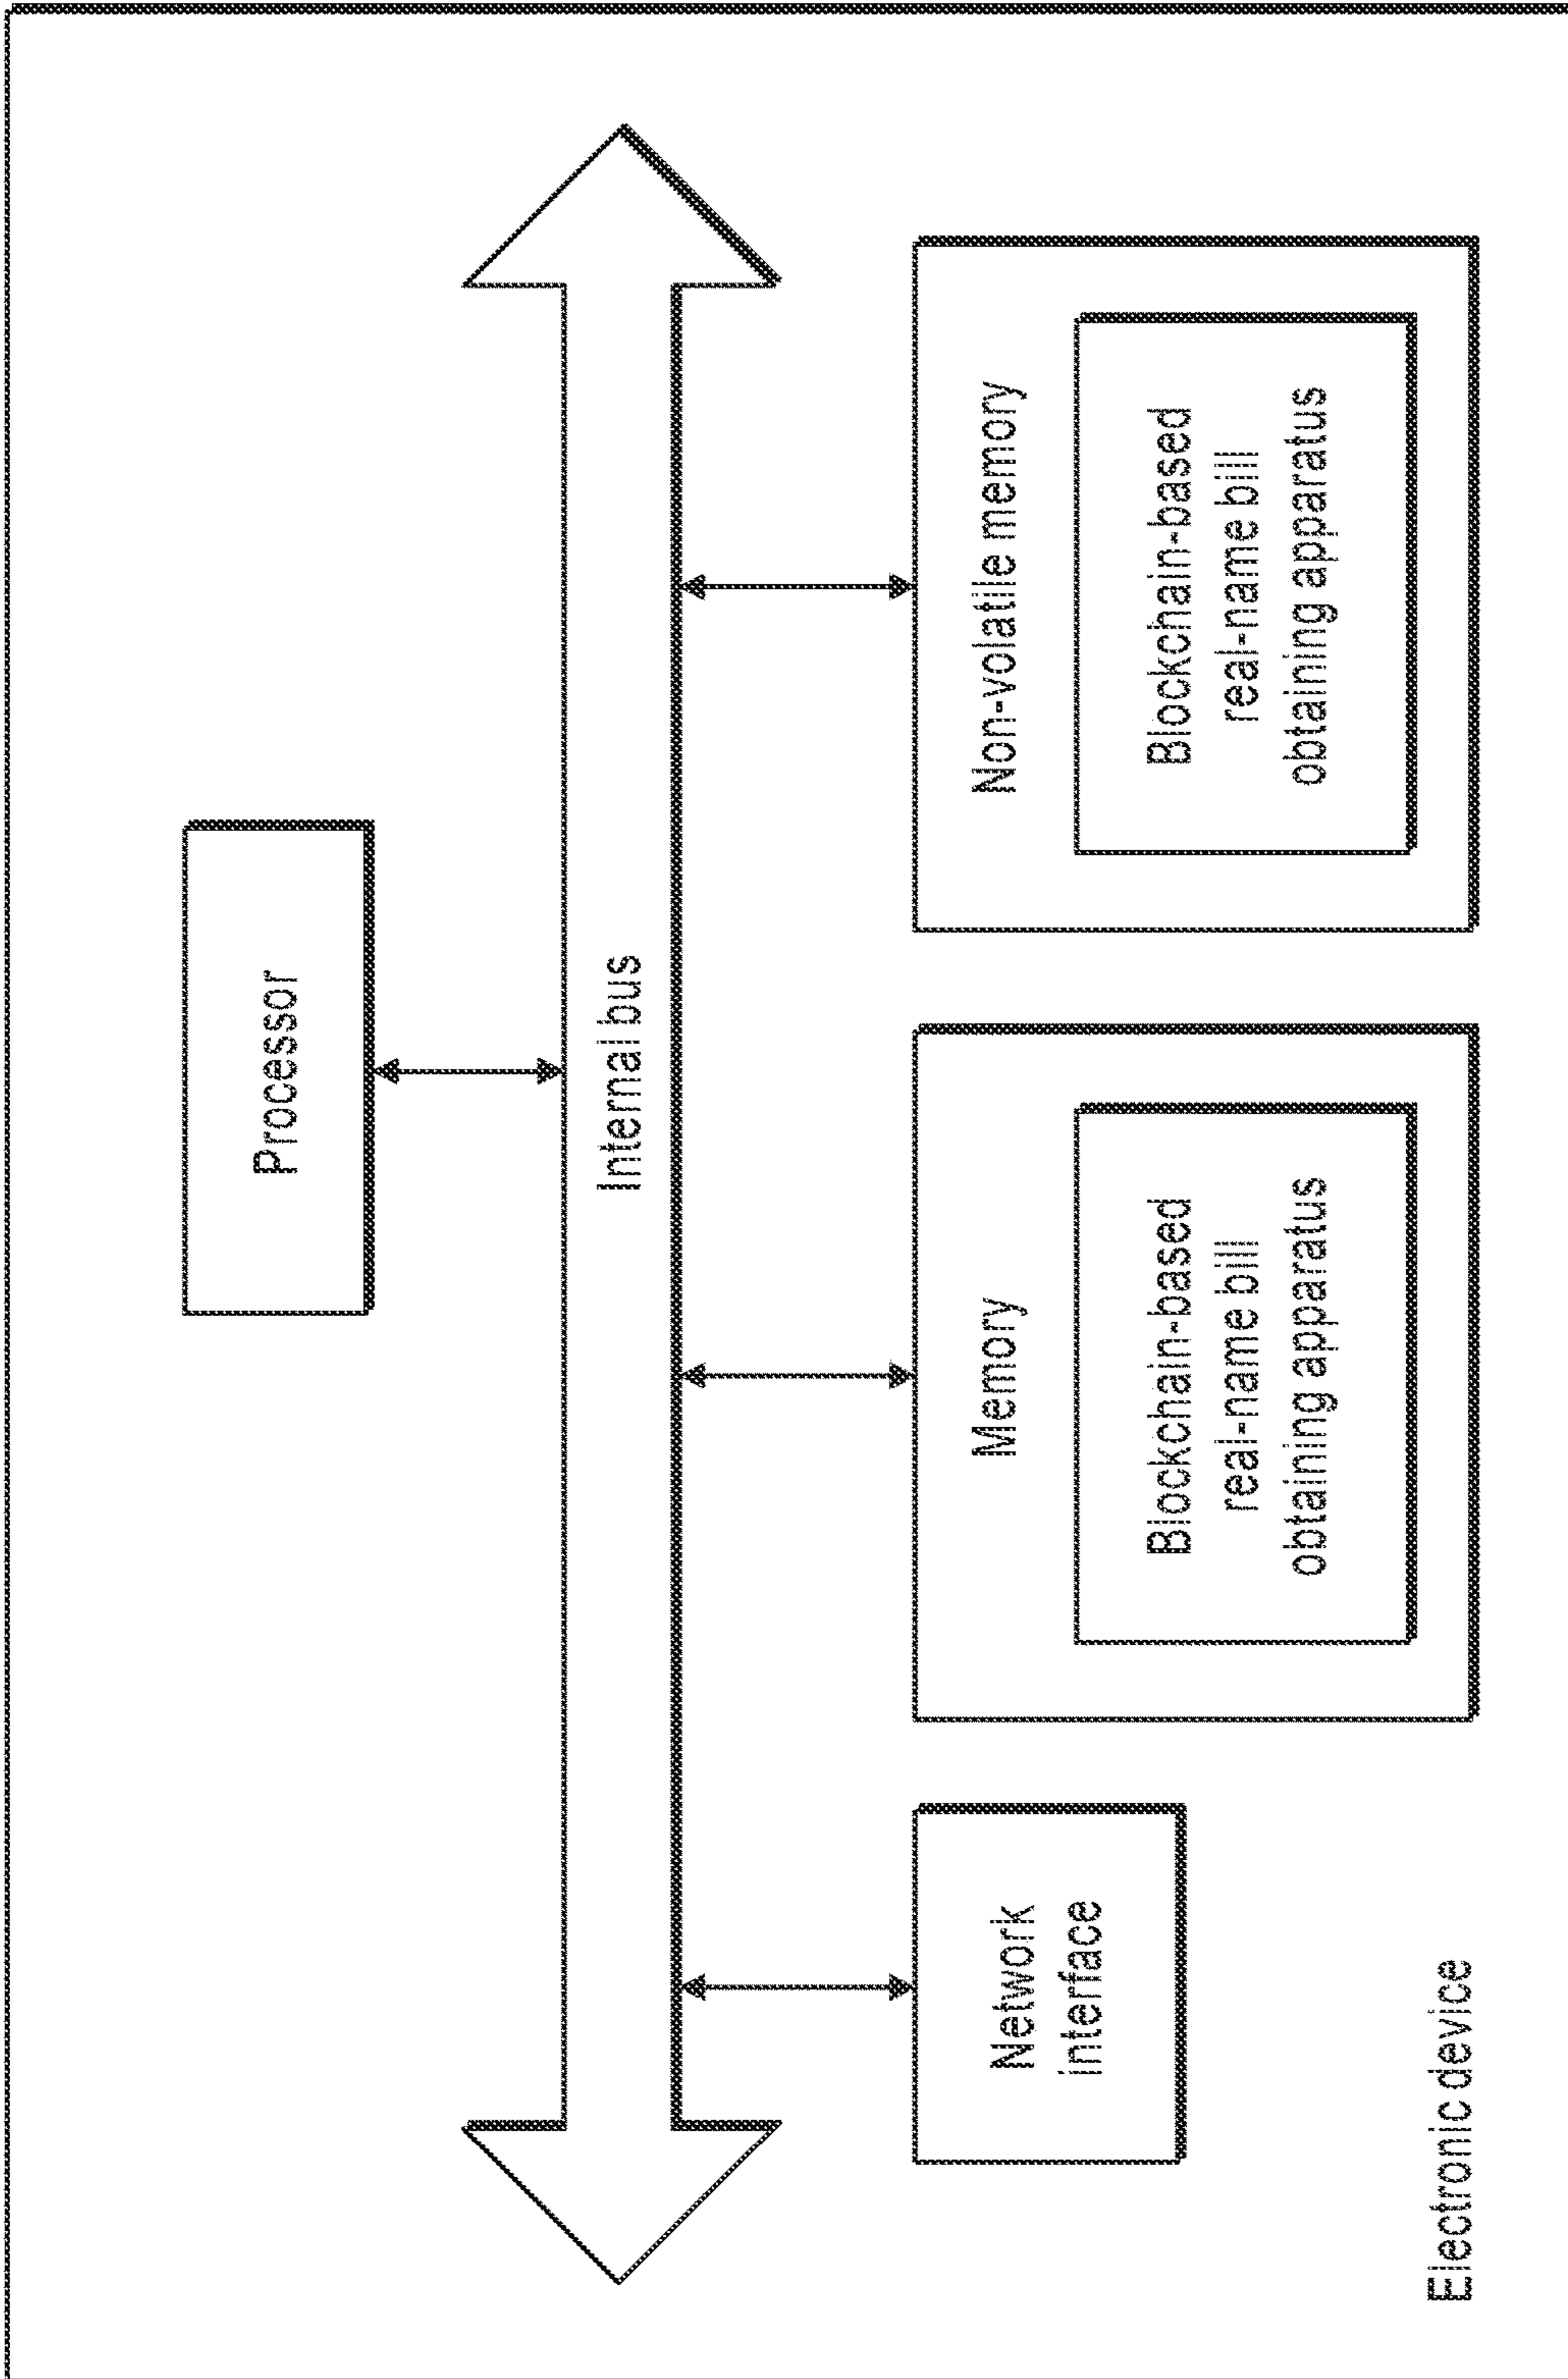 Processor
Internal bus
Network
interface
Memory
Blockchain-based
real-name bill
obtaining apparatus
Non-volatile memory
Blockchain-based
real-name bill
obtaining apparatus
Electronic device